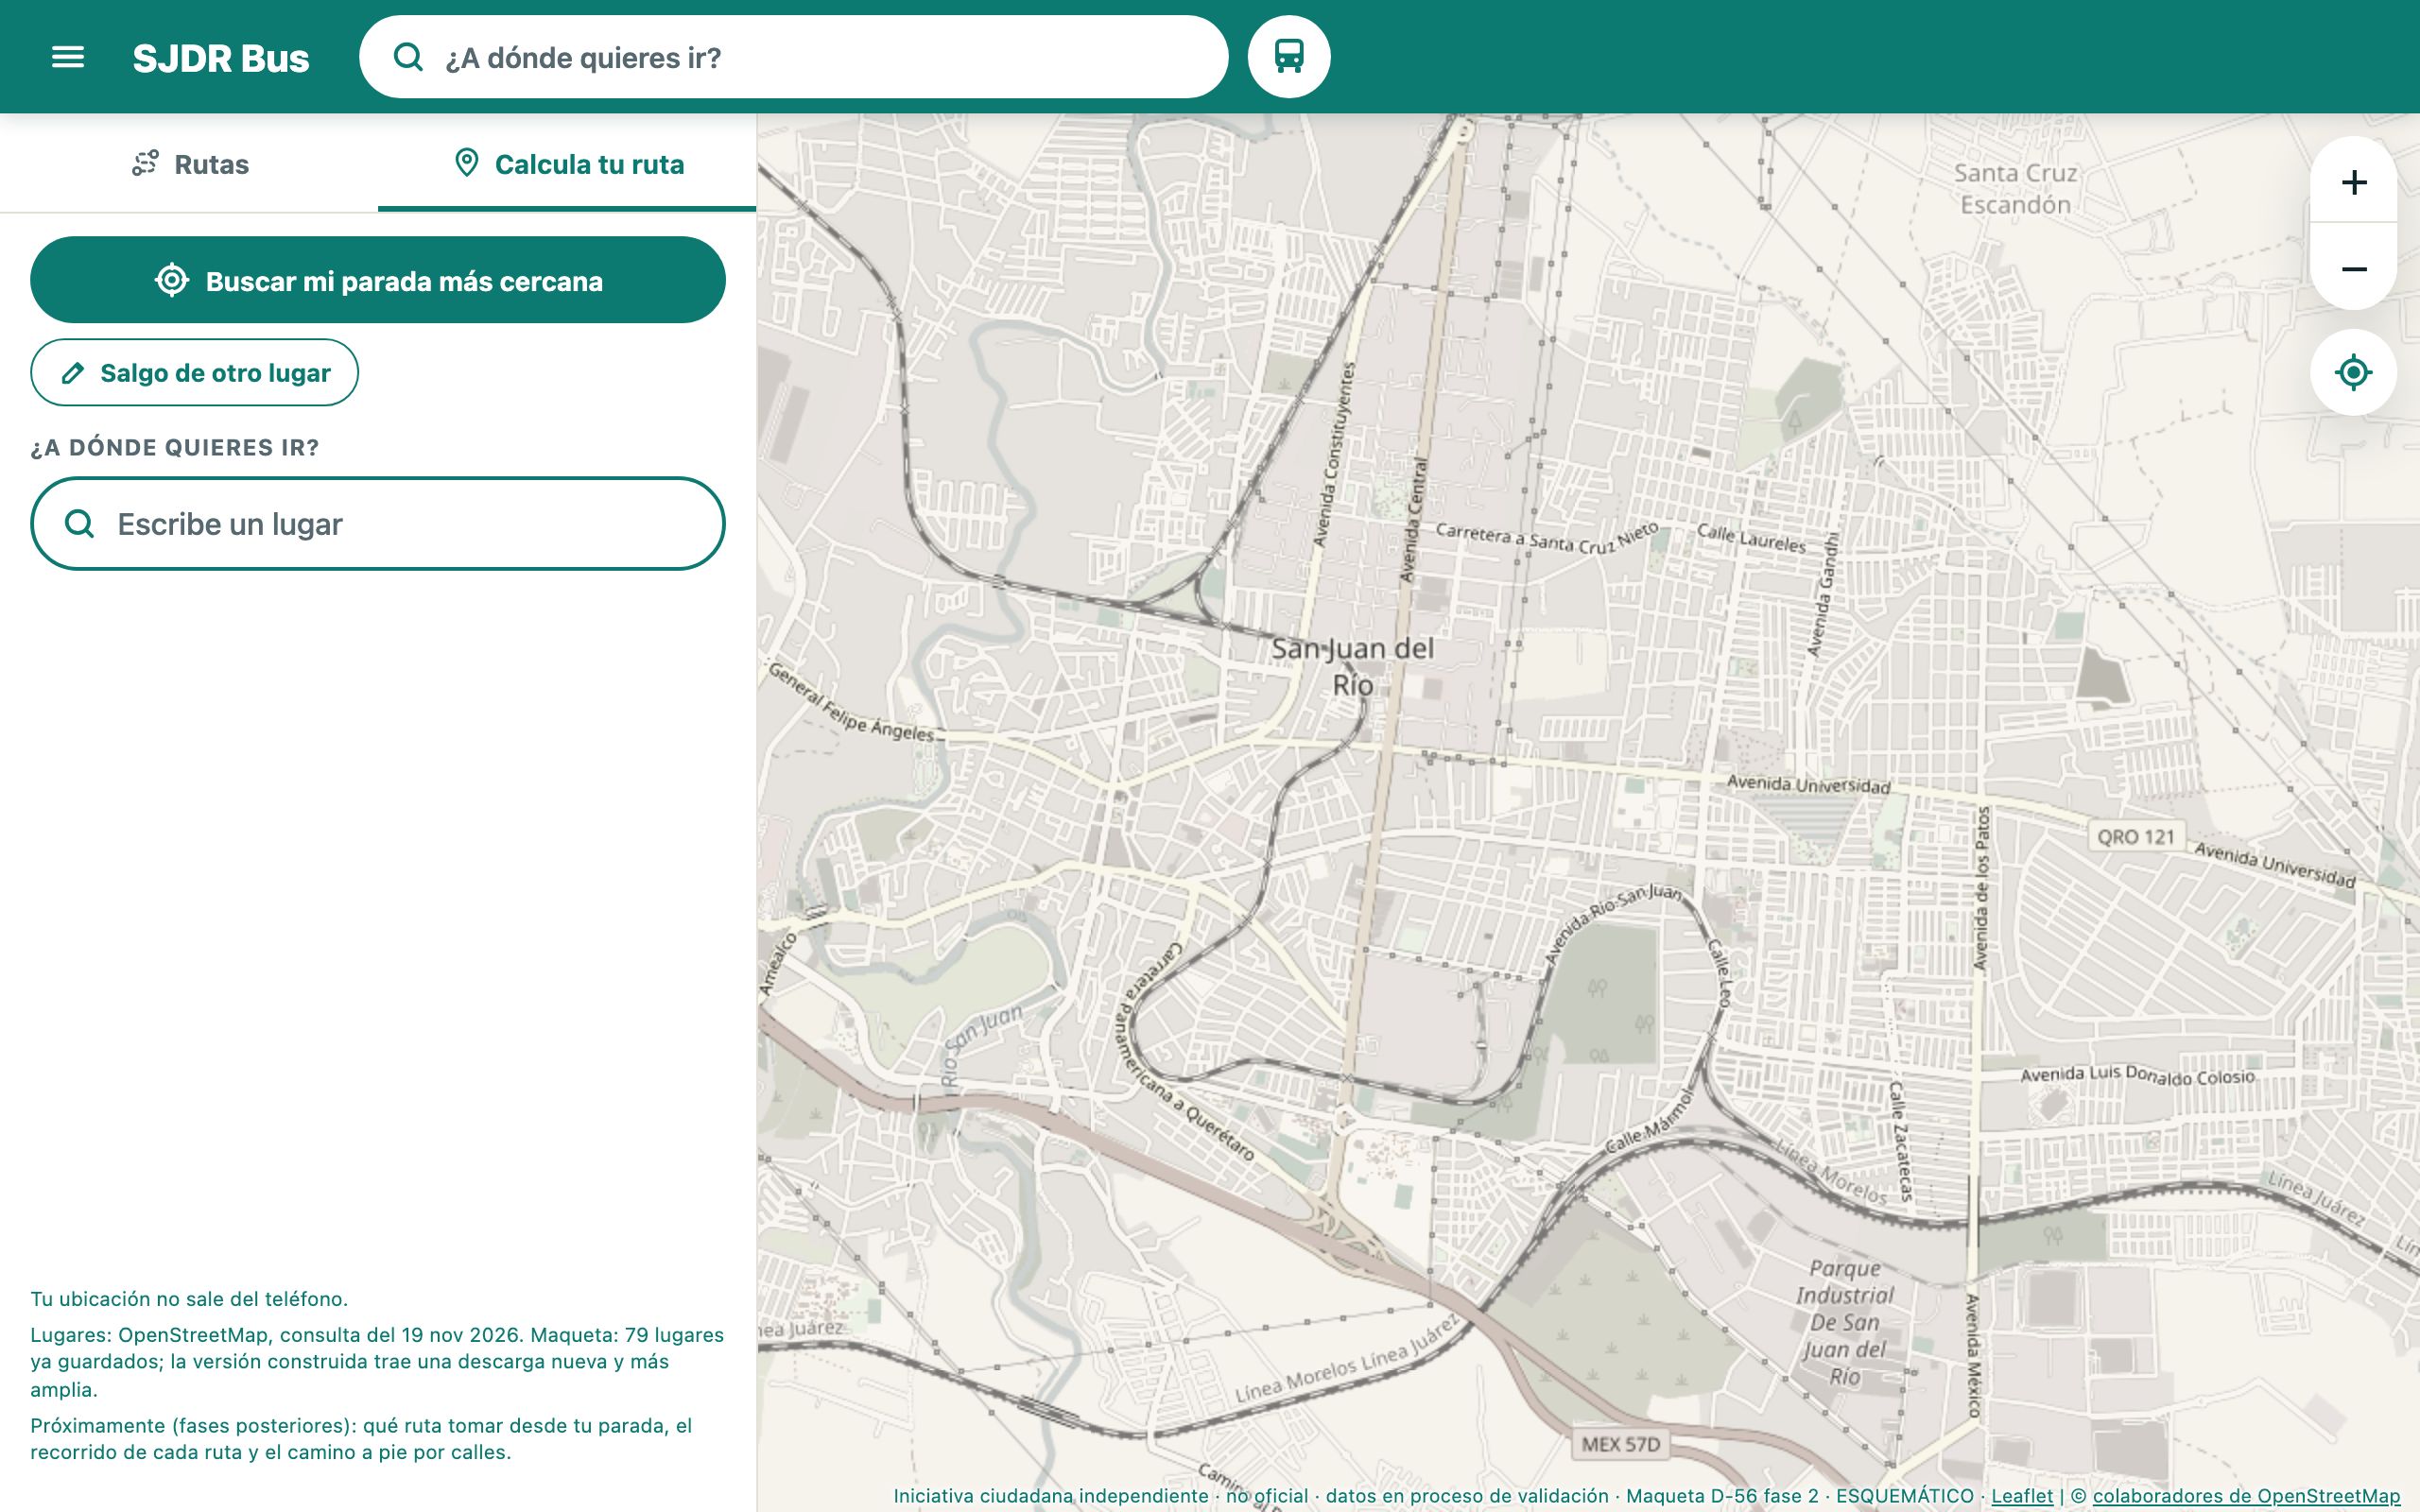 SJDR Bus
¿A dónde quieres ir?
Rutas
Calcula tu ruta
Buscar mi parada más cercana
Salgo de otro lugar
¿A DÓNDE QUIERES IR?
Escribe un lugar
Tu ubicación no sale del teléfono.
Lugares: OpenStreetMap, consulta del 19 nov 2026. Maqueta: 79 lugares
ya guardados; la versión construida trae una descarga nueva y más
amplia.
Próximamente (fases posteriores): qué ruta tomar desde tu parada, el
recorrido de cada ruta y el camino a pie por calles.
+
−
Santa Cruz
Escandón
Avenida Constituyentes
Avenida Central
Carretera a Santa Cruz Nieto
Calle Laureles
Avenida Gandhi
San Juan del
Río
General Felipe Ángeles
Avenida Universidad
QRO 121
Avenida Universidad
Avenida de los Patos
Avenida Río San Juan
Calle Leo
Amealco
Carretera Panamericana a Querétaro
Río San Juan
Avenida Luis Donaldo Colosio
Calle Zacatecas
Calle Mármol
Línea Morelos
Línea Juárez
Lín
Parque
Industrial
De San
Juan del
Río
Avenida México
nea Juárez
Línea Morelos Línea Juárez
MEX 57D
Iniciativa ciudadana independiente · no oficial · datos en proceso de validación · Maqueta D-56 fase 2 · ESQUEMÁTICO · Leaflet | © colaboradores de OpenStreetMap